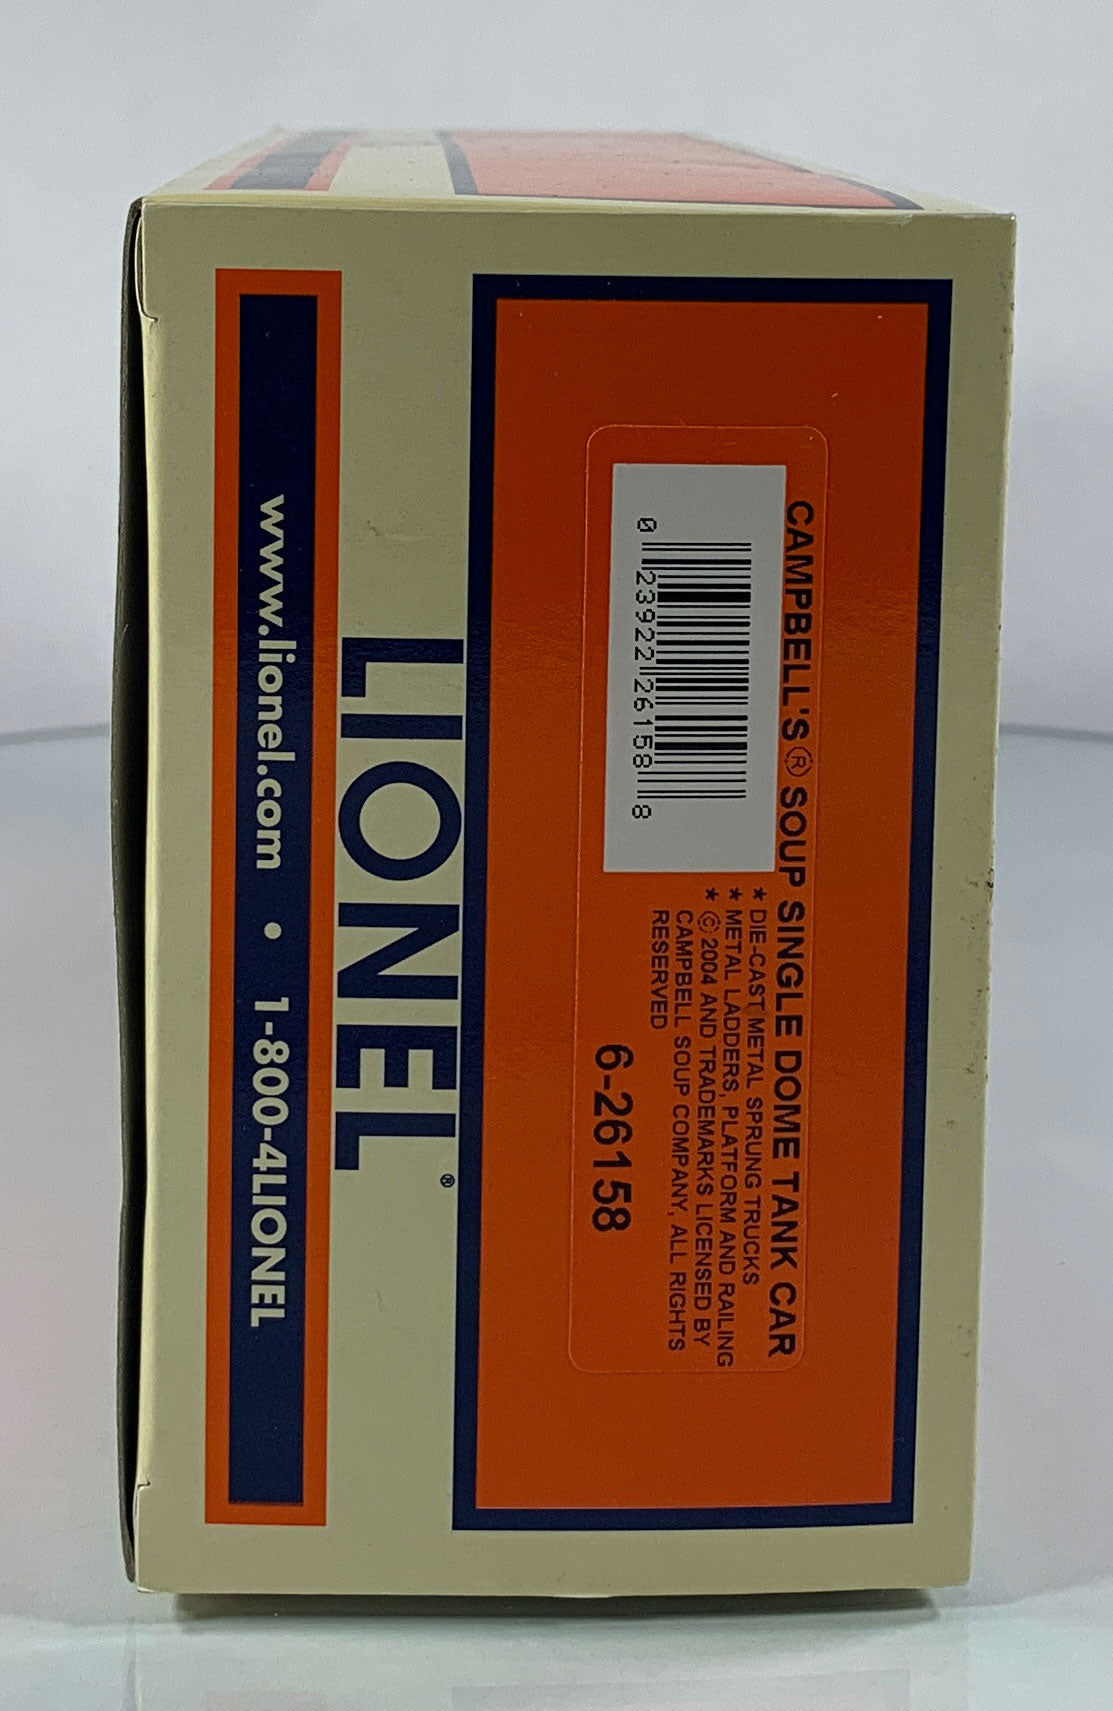 CAMPBELL'S® SOUP SINGLE DOME TANK CAR
* DIE-CAST METAL SPRUNG TRUCKS
* METAL LADDERS, PLATFORM AND RAILING
* © 2004 AND TRADEMARKS LICENSED BY
CAMPBELL SOUP COMPANY, ALL RIGHTS
RESERVED
0 23922 26158 8
6-26158
LIONEL®
www.lionel.com • 1-800-4LIONEL